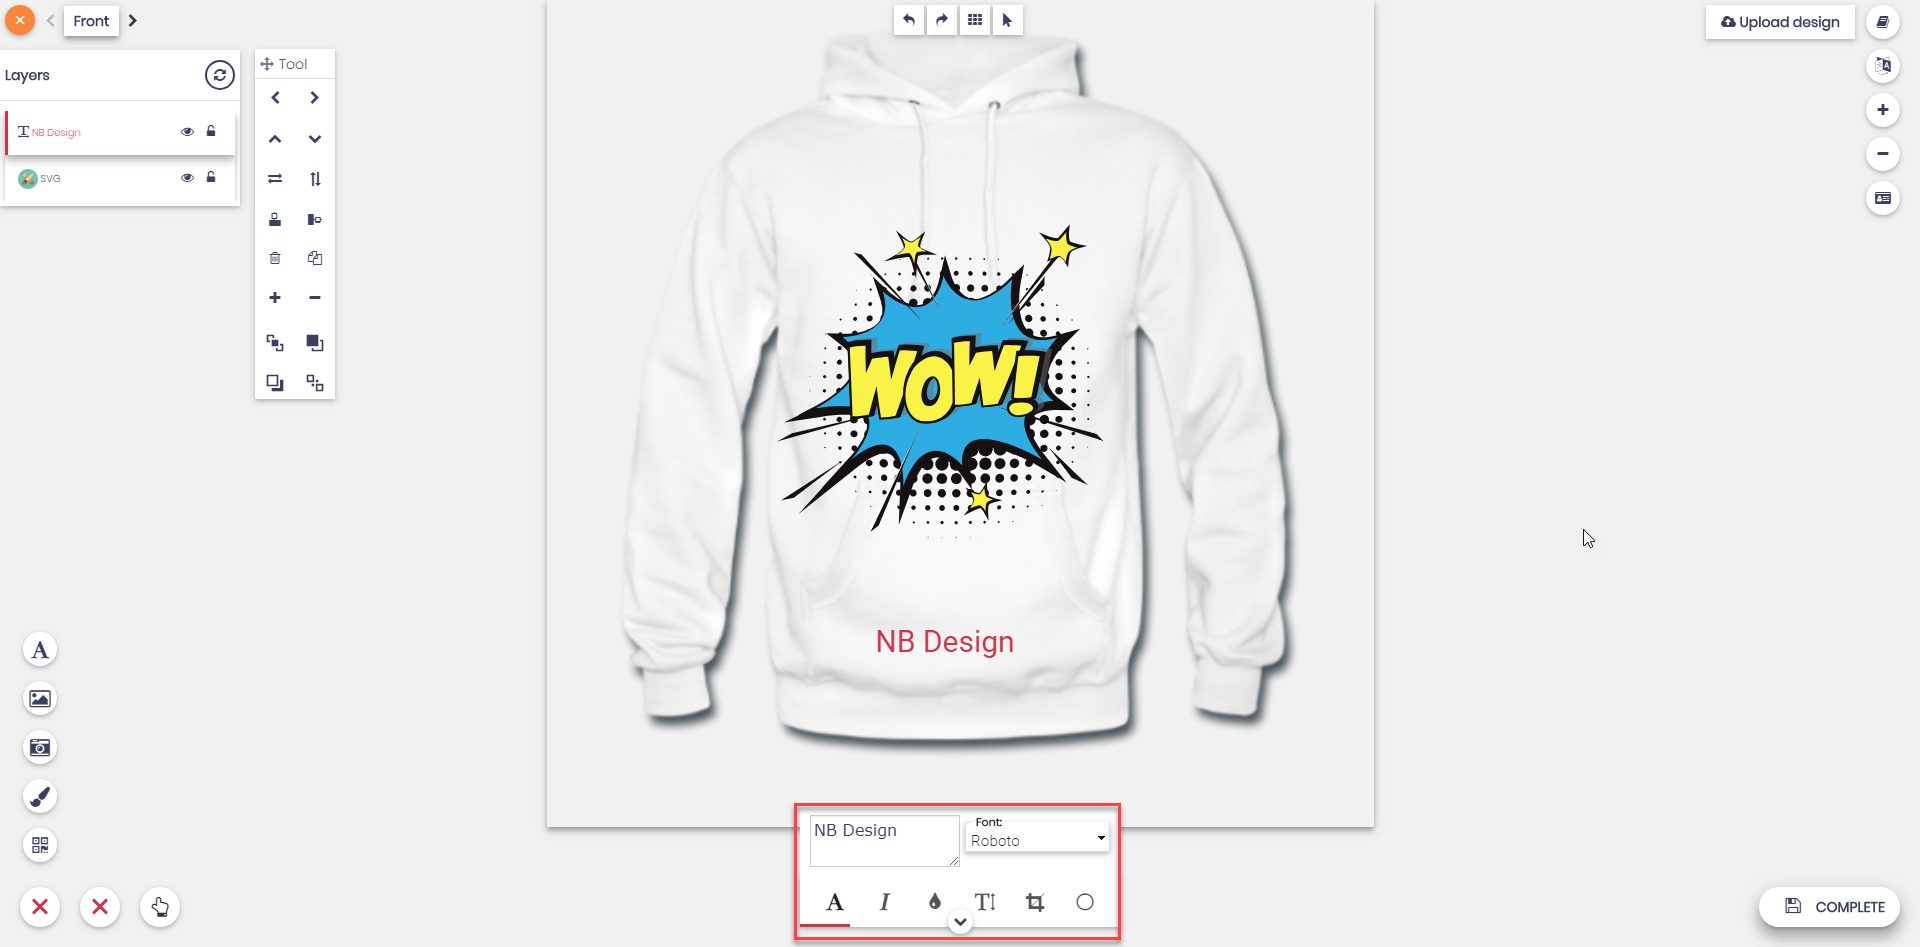 Front
Upload design
Layers
NB Design
SVG
Tool
WOW!
NB Design
NB Design
Font:
Roboto
COMPLETE